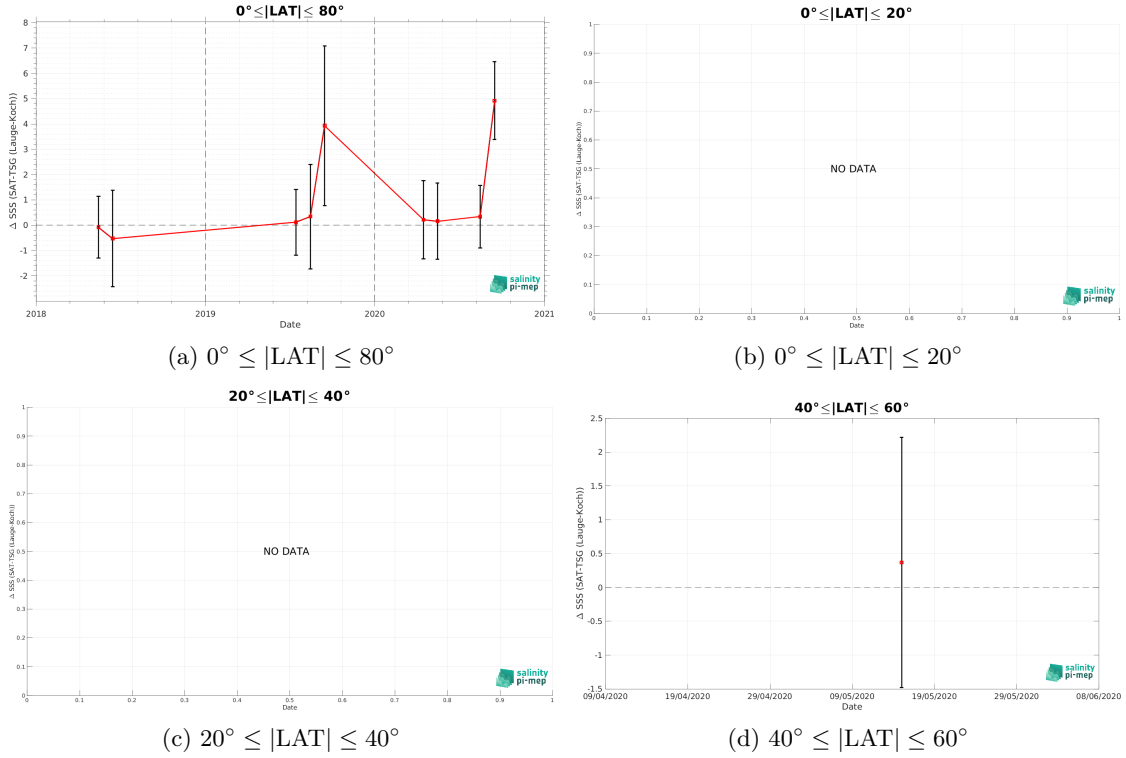 0°≤|LAT|≤ 80°
8
7
6
5
4
3
2
1
0
-1
-2
Δ SSS (SAT-TSG (Lauge-Koch))
2018
2019
2020
2021
Date
salinity
pi-mep
(a) 0° ≤ |LAT| ≤ 80°
0°≤|LAT|≤ 20°
1
0.9
0.8
0.7
0.6
0.5
0.4
0.3
0.2
0.1
0
Δ SSS (SAT-TSG (Lauge-Koch))
NO DATA
0 0.1 0.2 0.3 0.4 0.5 0.6 0.7 0.8 0.9 1
Date
salinity
pi-mep
(b) 0° ≤ |LAT| ≤ 20°
20°≤|LAT|≤ 40°
1
0.9
0.8
0.7
0.6
0.5
0.4
0.3
0.2
0.1
0
Δ SSS (SAT-TSG (Lauge-Koch))
NO DATA
0 0.1 0.2 0.3 0.4 0.5 0.6 0.7 0.8 0.9 1
Date
salinity
pi-mep
(c) 20° ≤ |LAT| ≤ 40°
40°≤|LAT|≤ 60°
2.5
2
1.5
1
0.5
0
-0.5
-1
-1.5
Δ SSS (SAT-TSG (Lauge-Koch))
09/04/2020 19/04/2020 29/04/2020 09/05/2020 19/05/2020 29/05/2020 08/06/2020
Date
salinity
pi-mep
(d) 40° ≤ |LAT| ≤ 60°